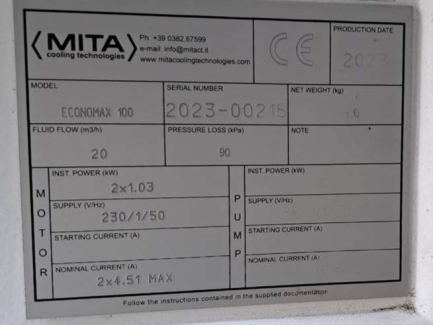 MITA
cooling technologies
Ph. +39 0382.67599
e-mail: info@mitact.it
www.mitacoolingtechnologies.com
CE
PRODUCTION DATE
2023
MODEL
ECONOMAX 100
SERIAL NUMBER
2023-00215
NET WEIGHT (kg)
FLUID FLOW (m3/h)
20
PRESSURE LOSS (kPa)
90
NOTE
MOTOR
INST. POWER (kW)
2x1.03
SUPPLY (V/Hz)
230/1/50
STARTING CURRENT (A)
NOMINAL CURRENT (A)
2x4.51 MAX
PUMP
INST. POWER (kW)
SUPPLY (V/Hz)
STARTING CURRENT (A)
NOMINAL CURRENT (A)
Follow the instructions contained in the supplied documentation